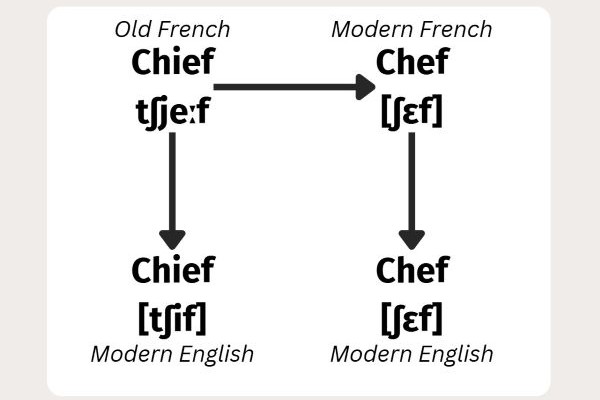 Old French
Modern French
Chief
Chef
tʃjeːf
[ʃɛf]
Chief
Chef
[tʃif]
[ʃɛf]
Modern English
Modern English